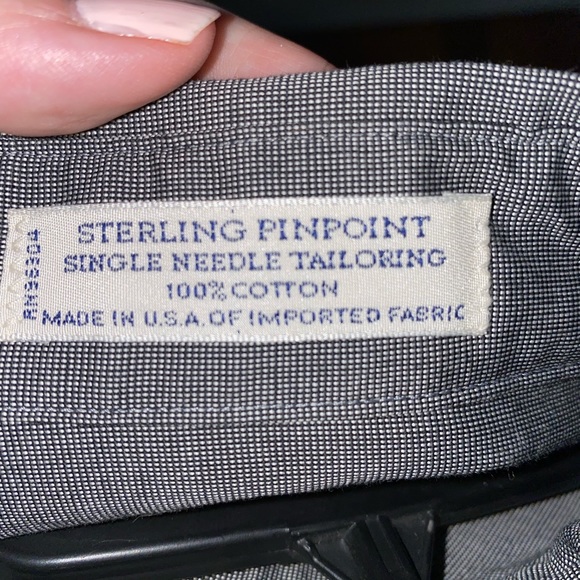 STERLING PINPOINT
SINGLE NEEDLE TAILORING
100% COTTON
MADE IN U.S.A. OF IMPORTED FABRIC
RN98304